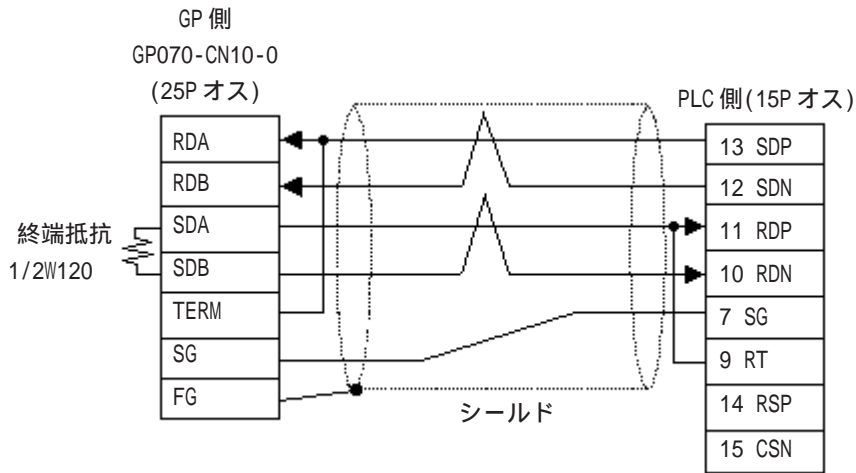 GP 側
GP070-CN10-0
(25P オス)
PLC 側(15P オス)
RDA
RDB
SDA
SDB
TERM
SG
FG
終端抵抗
1/2W120
シールド
13 SDP
12 SDN
11 RDP
10 RDN
7 SG
9 RT
14 RSP
15 CSN